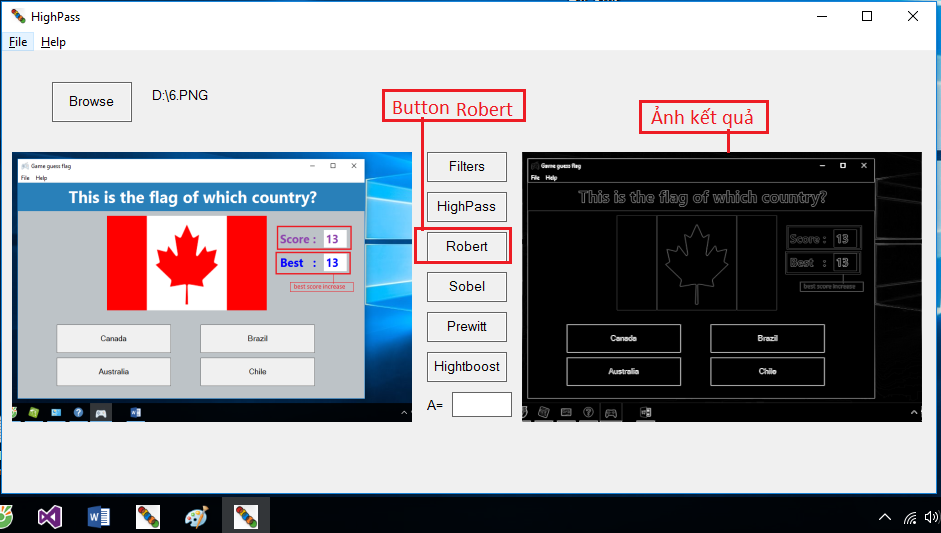 HighPass
File Help
Browse D:\6.PNG
Button Robert
Ảnh kết quả
Game guess flag
File Help
This is the flag of which country?
Score : 13
Best : 13
best score increase
Canada Brazil
Australia Chile
Filters
HighPass
Robert
Sobel
Prewitt
Hightboost
A=
Game guess flag
File Help
This is the flag of which country?
Score : 13
Best : 13
best score increase
Canada Brazil
Australia Chile